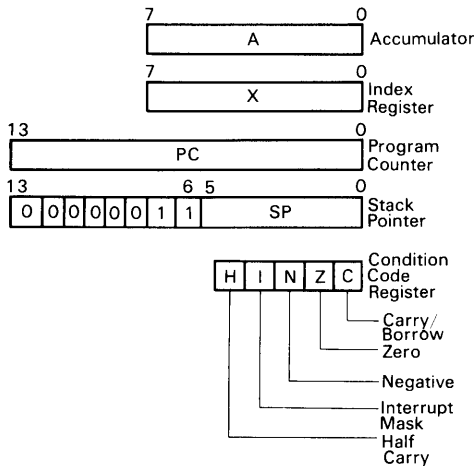 7 0
A Accumulator
7 0
X Index
Register
13 0
PC Program
Counter
13 6 5 0
0 0 0 0 0 0 1 1 SP Stack
Pointer
H I N Z C Condition
Code
Register
Carry/
Borrow
Zero
Negative
Interrupt
Mask
Half
Carry